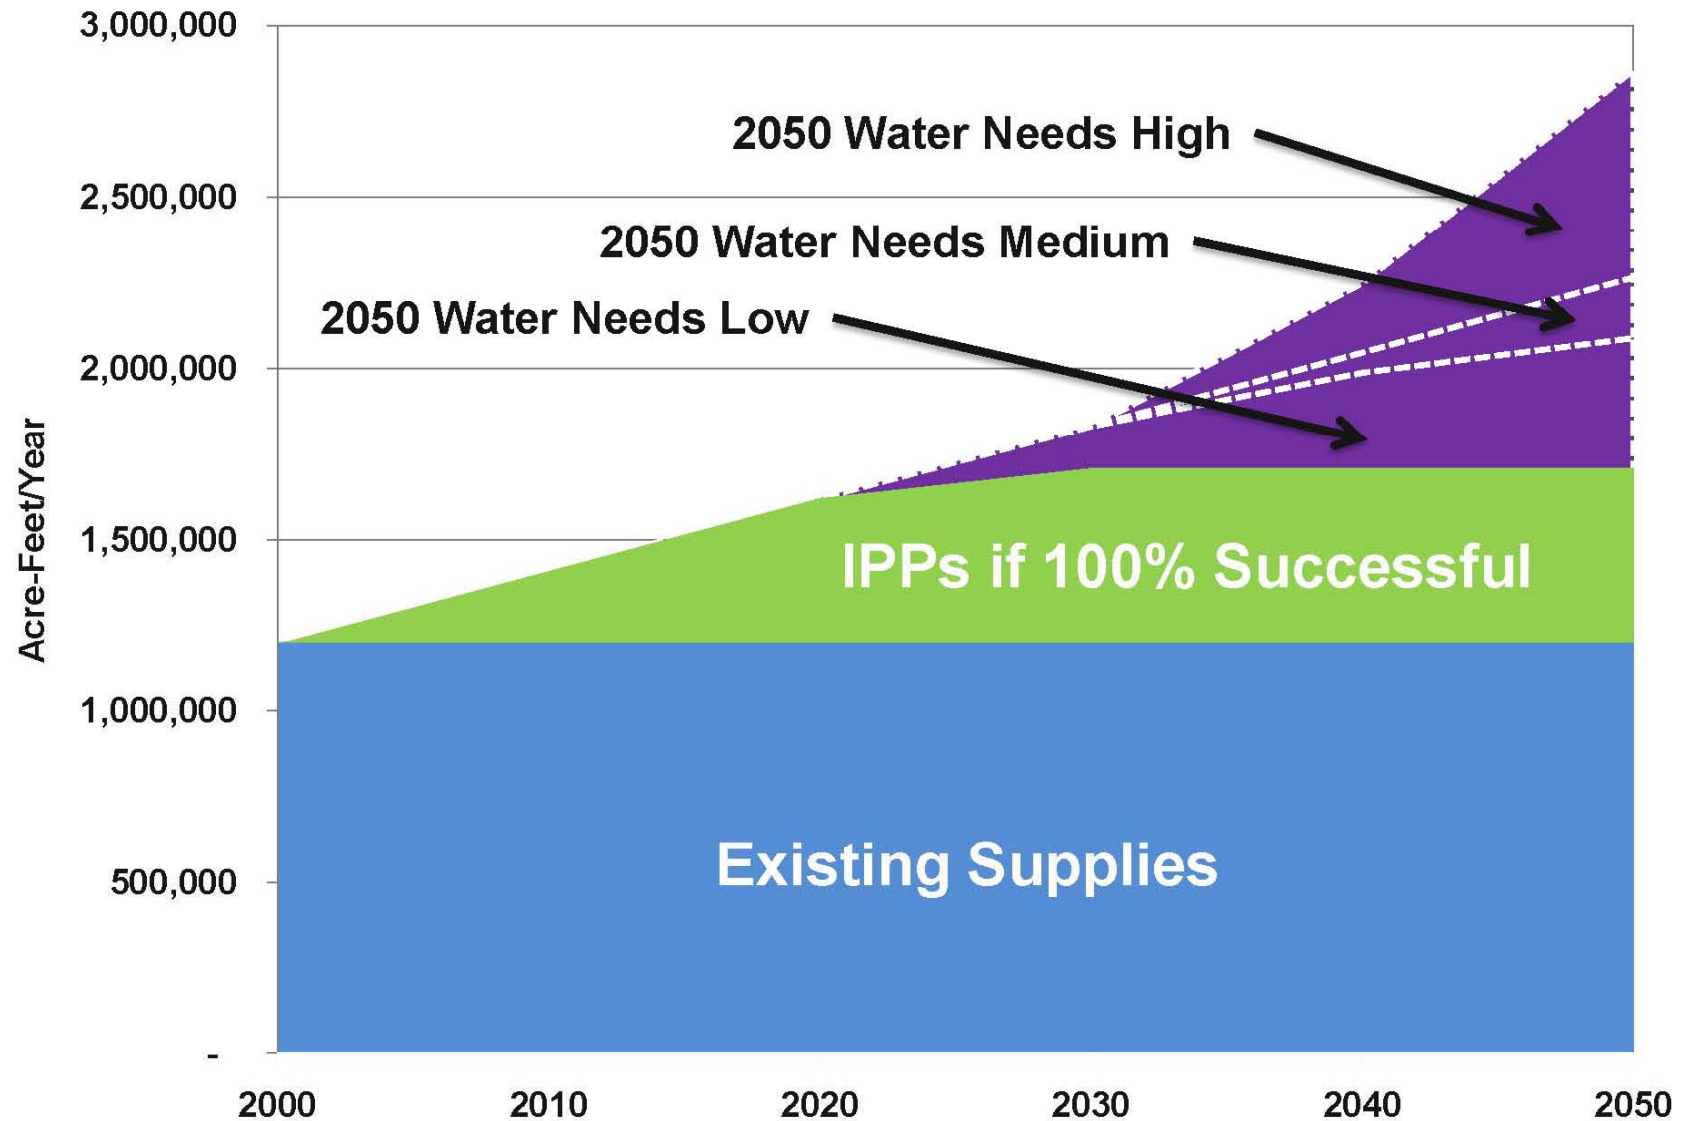 3,000,000
2050 Water Needs High
2,500,000
2050 Water Needs Medium
2050 Water Needs Low
2,000,000
Acre-Feet/Year
1,500,000
IPPs if 100% Successful
1,000,000
Existing Supplies
500,000
-
2000 2010 2020 2030 2040 2050